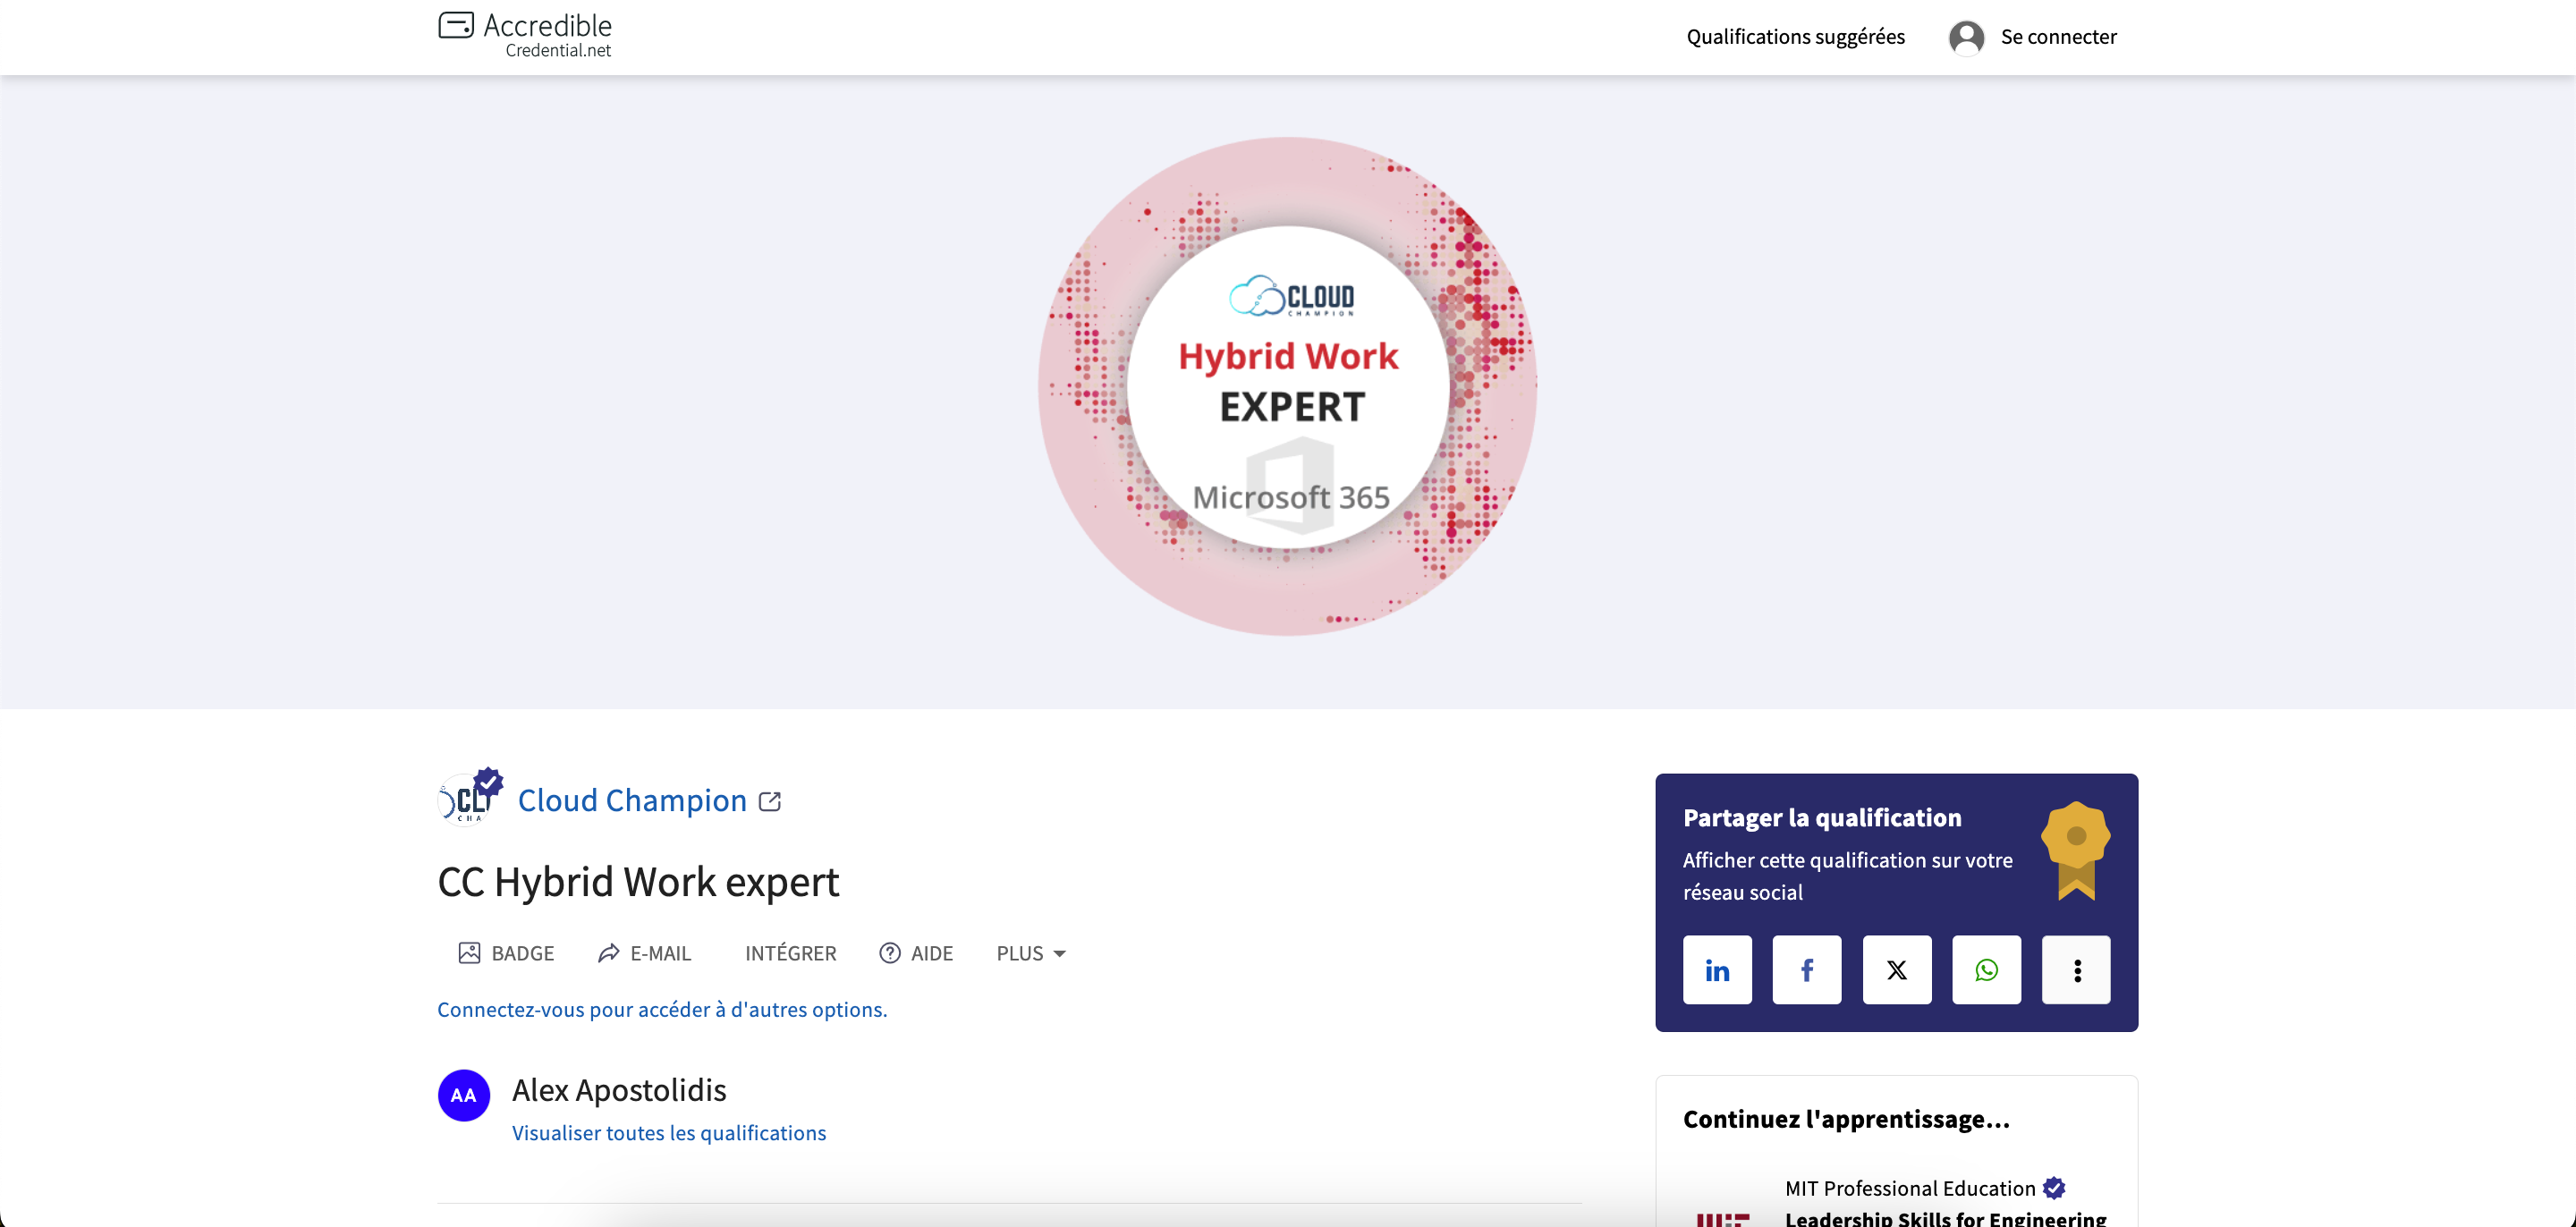 Accredible
Credential.net
Qualifications suggérées
Se connecter
CLOUD
CHAMPION
Hybrid Work
EXPERT
Microsoft 365
CL
CHA
Cloud Champion
CC Hybrid Work expert
BADGE
E-MAIL
INTÉGRER
AIDE
PLUS
Connectez-vous pour accéder à d'autres options.
AA
Alex Apostolidis
Visualiser toutes les qualifications
Partager la qualification
Afficher cette qualification sur votre
réseau social
Continuez l'apprentissage...
MIT Professional Education
Leadership Skills for Engineering